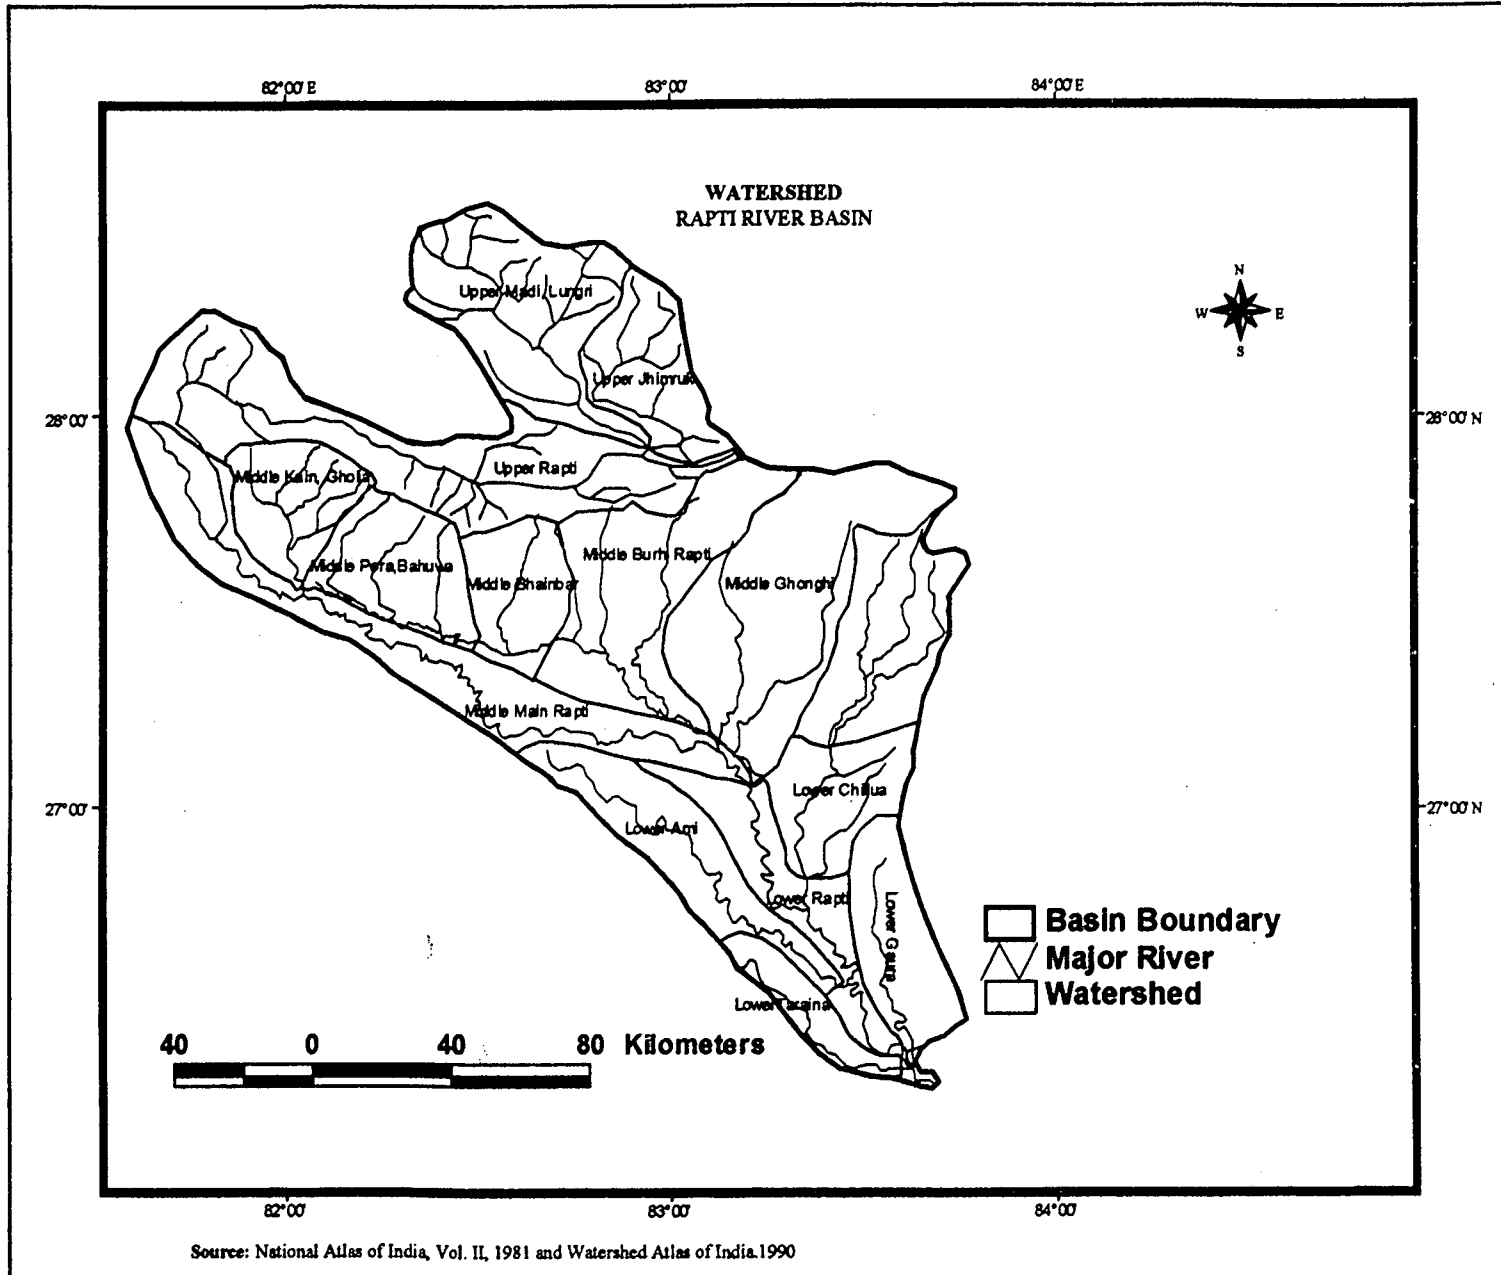 82°00' E 83°00' 84°00' E
WATERSHED
RAPTI RIVER BASIN
N
W E
S
Upper Madi, Lungri
Upper Jhimruk
28°00' 28°00' N
Upper Rapti
Middle Kain, Ghola
Middle Burh Rapti
Middle Pera, Bahuwa
Middle Bhainbar
Middle Ghonghi
Middle Main Rapti
Lower Chillua
27°00' 27°00' N
Lower Ami
Lower Rapti
Lower Gaura
Lower Taraina
Basin Boundary
Major River
Watershed
40 0 40 80 Kilometers
82°00' 83°00' 84°00'
Source: National Atlas of India, Vol. II, 1981 and Watershed Atlas of India.1990